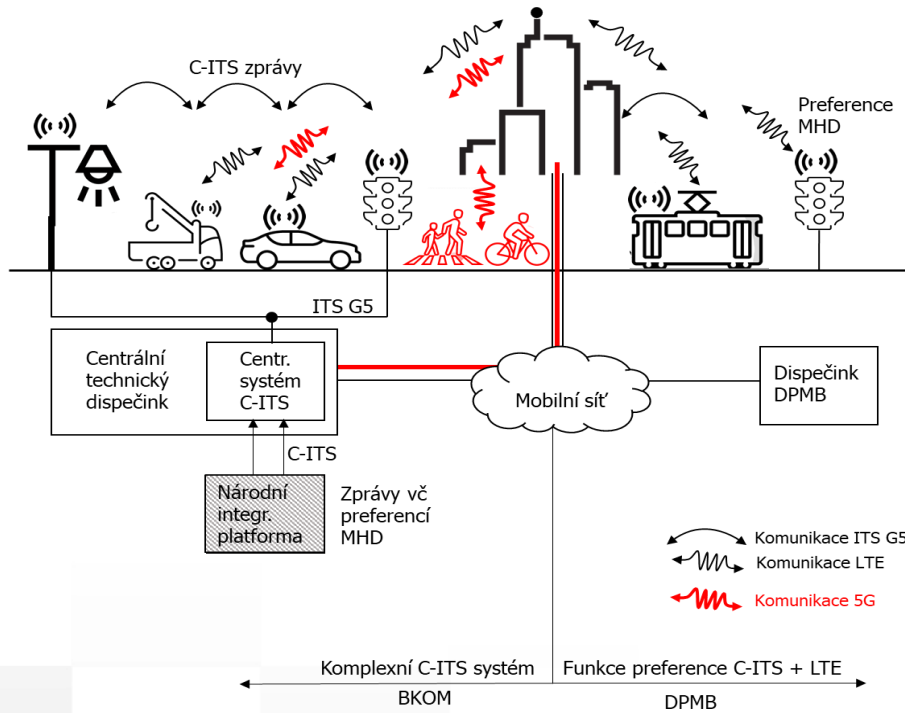 C-ITS zprávy
Preference
MHD
ITS G5
Centrální
technický
dispečink
Centr.
systém
C-ITS
Mobilní síť
Dispečink
DPMB
C-ITS
Národní
integr.
platforma
Zprávy vč
preferencí
MHD
Komunikace ITS G5
Komunikace LTE
Komunikace 5G
Komplexní C-ITS systém
Funkce preference C-ITS + LTE
BKOM
DPMB